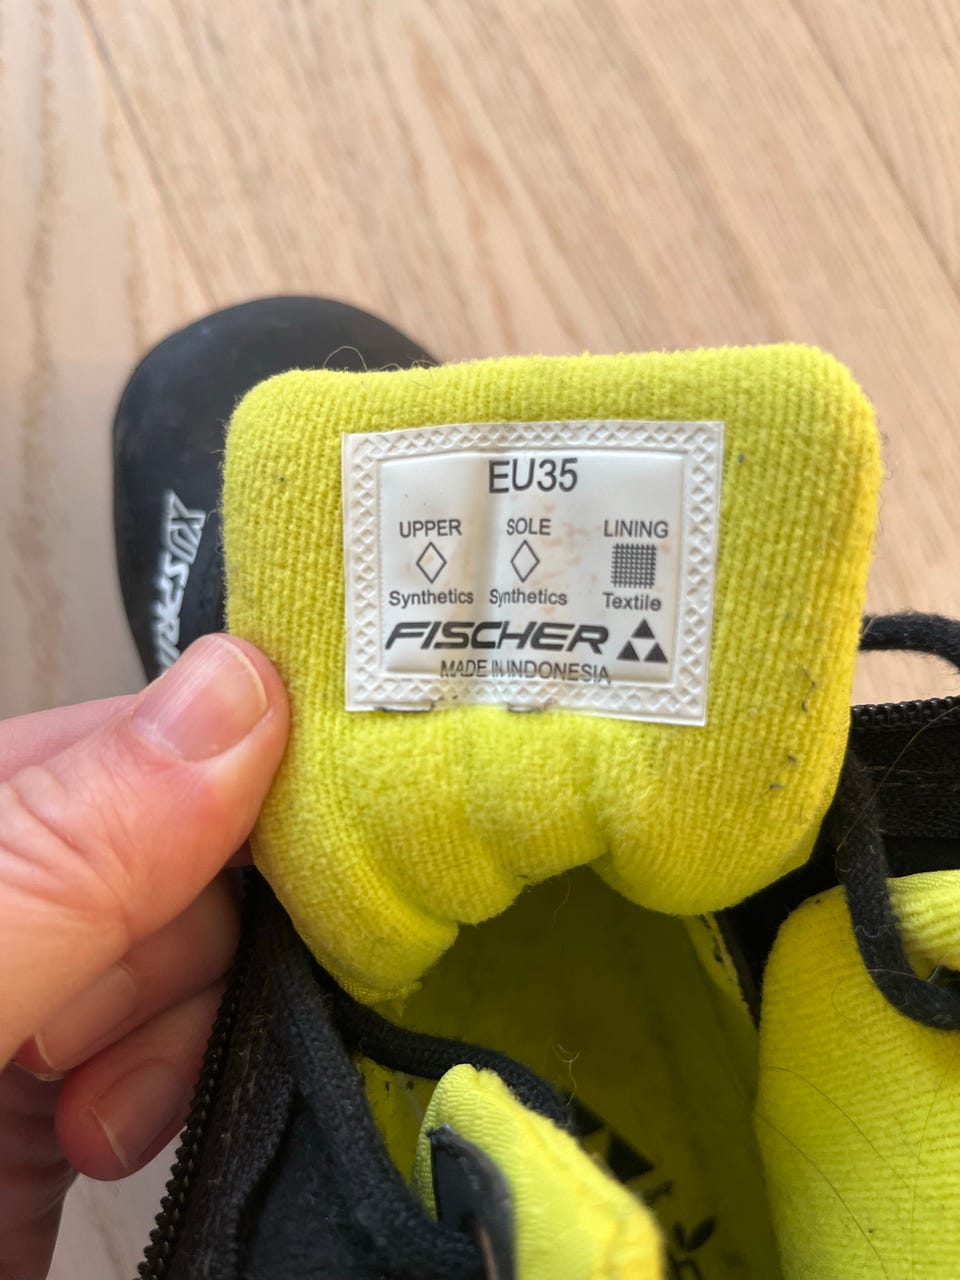 EU35
UPPER SOLE LINING
Synthetics Synthetics Textile
FISCHER
MADE IN INDONESIA